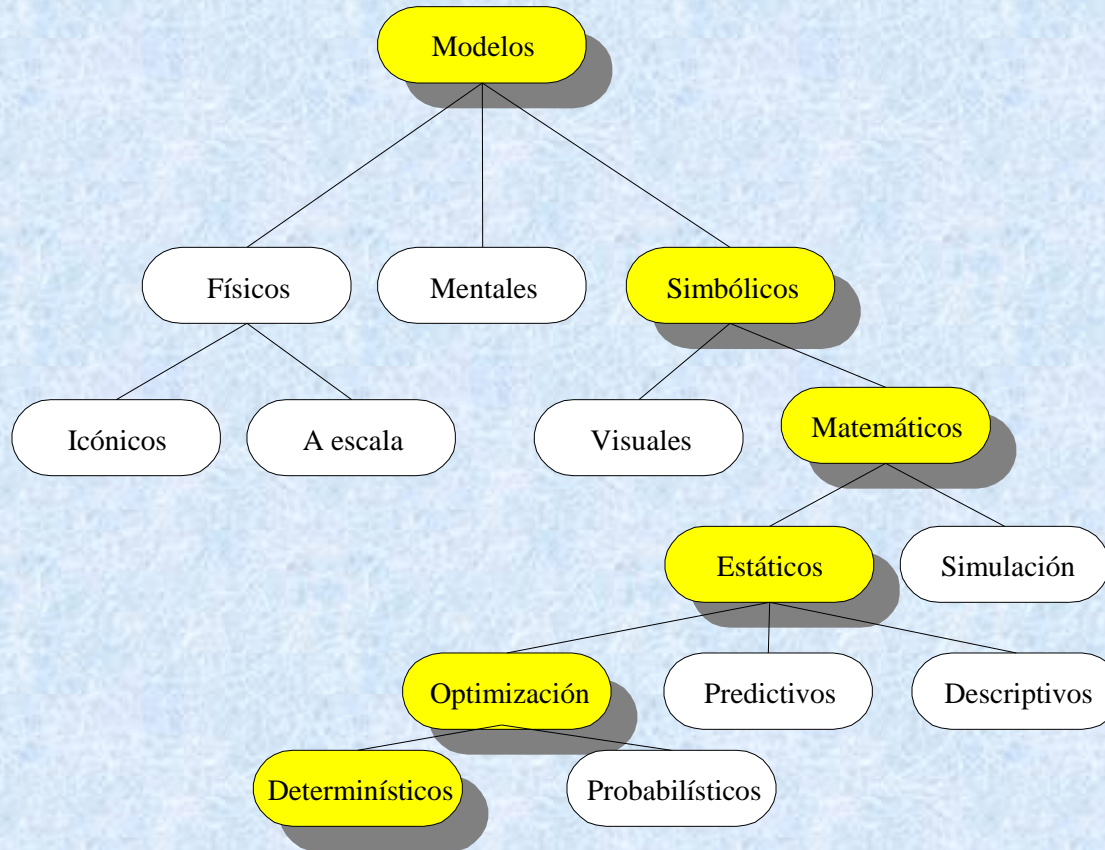 Modelos
Físicos
Mentales
Simbólicos
Icónicos
A escala
Visuales
Matemáticos
Estáticos
Simulación
Optimización
Predictivos
Descriptivos
Determinísticos
Probabilísticos